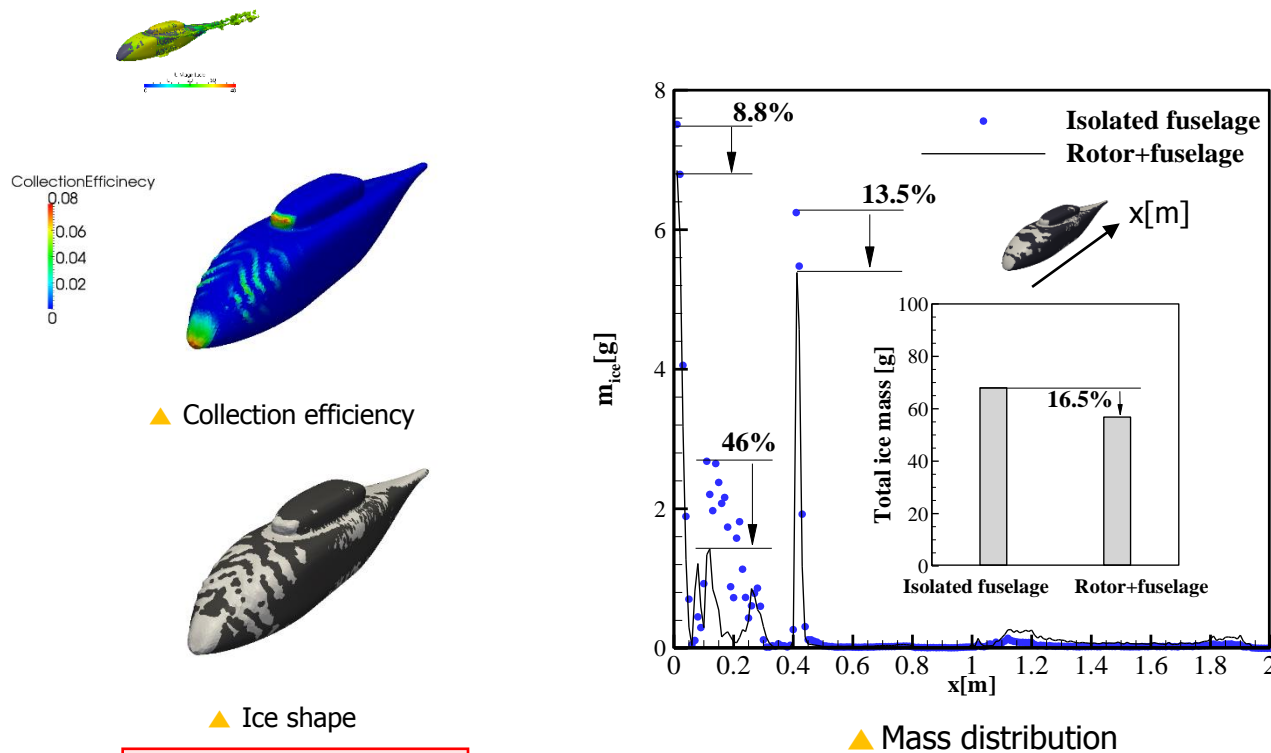 U Magnitude
0
40
CollectionEfficinecy
0.08
0.06
0.04
0.02
0
▲ Collection efficiency
▲ Ice shape
8
6
4
2
0
m_ice[g]
8.8%
46%
13.5%
Isolated fuselage
Rotor+fuselage
x[m]
100
80
60
40
20
0
Total ice mass [g]
16.5%
Isolated fuselage
Rotor+fuselage
0 0.2 0.4 0.6 0.8 1 1.2 1.4 1.6 1.8 2
x[m]
▲ Mass distribution